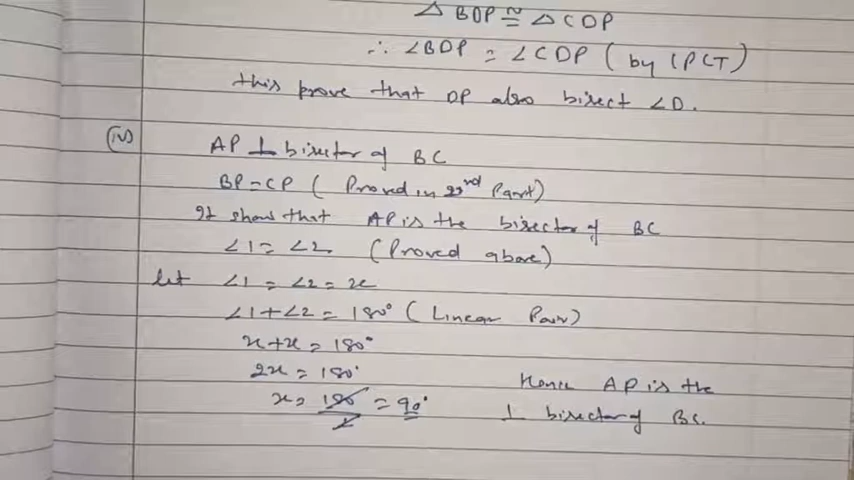 △ BDP ≅ △ CDP
∴ ∠BDP = ∠CDP ( by CPCT)
this prove that DP also bisect ∠D.
(iv) AP ⊥ bisector of BC
BP = CP ( Proved in 2nd Part)
It show that AP is the bisector of BC
∠1 = ∠2. (Proved above)
let ∠1 = ∠2 = x
∠1 + ∠2 = 180° ( Linear Pair)
x + x = 180°
2x = 180°
x = 180/2 = 90°
Hence AP is the
⊥ bisector of BC.